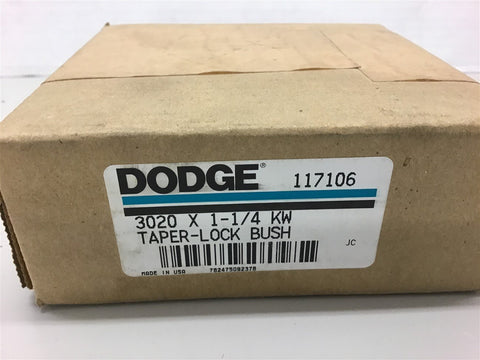 DODGE® 117106
3020 X 1-1/4 KW
TAPER-LOCK BUSH
JC
MADE IN USA 782475092378